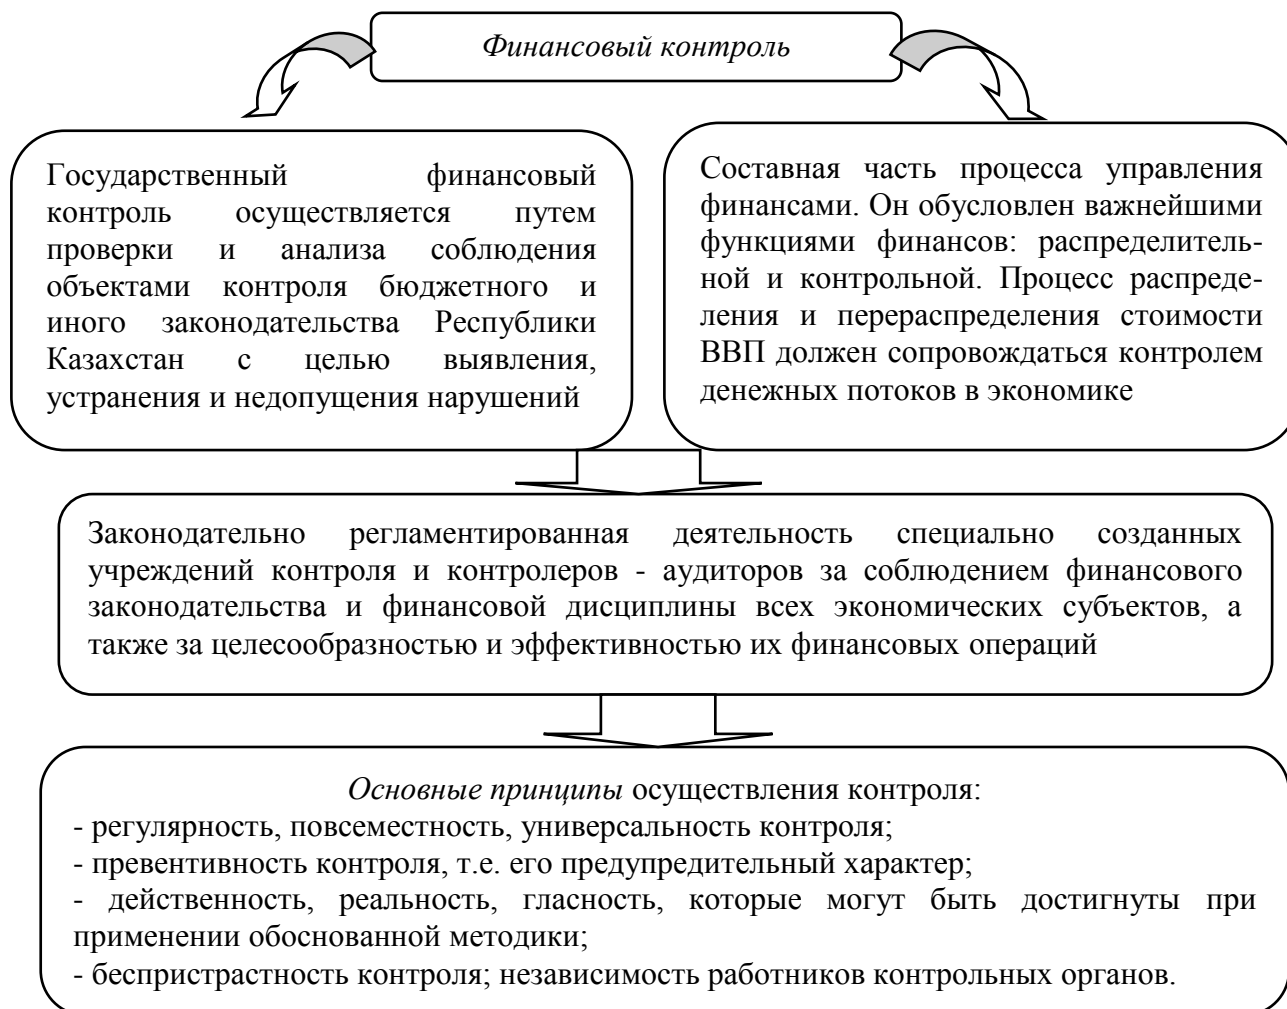 Финансовый контроль
Государственный финансовый
контроль осуществляется путем
проверки и анализа соблюдения
объектами контроля бюджетного и
иного законодательства Республики
Казахстан с целью выявления,
устранения и недопущения нарушений
Составная часть процесса управления
финансами. Он обусловлен важнейшими
функциями финансов: распределитель-
ной и контрольной. Процесс распреде-
ления и перераспределения стоимости
ВВП должен сопровождаться контролем
денежных потоков в экономике
Законодательно регламентированная деятельность специально созданных
учреждений контроля и контролеров - аудиторов за соблюдением финансового
законодательства и финансовой дисциплины всех экономических субъектов, а
также за целесообразностью и эффективностью их финансовых операций
Основные принципы осуществления контроля:
- регулярность, повсеместность, универсальность контроля;
- превентивность контроля, т.е. его предупредительный характер;
- действенность, реальность, гласность, которые могут быть достигнуты при
применении обоснованной методики;
- беспристрастность контроля; независимость работников контрольных органов.